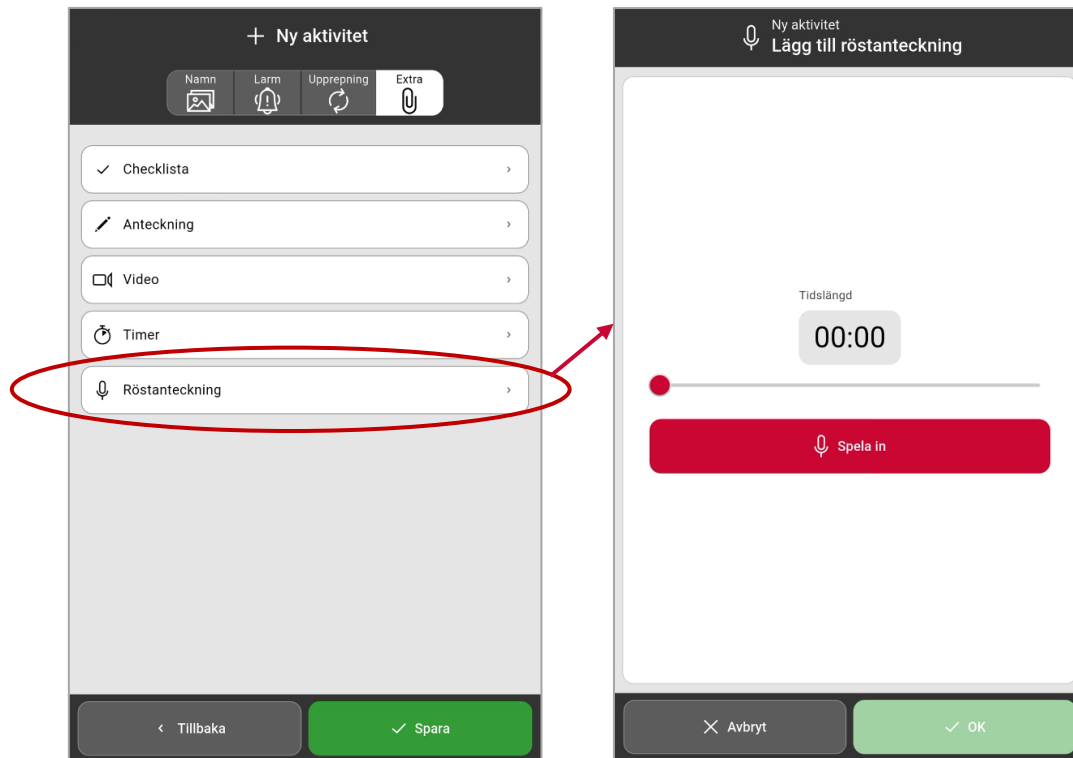 Ny aktivitet
Namn
Larm
Upprepning
Extra
Checklista
Anteckning
Video
Timer
Röstanteckning
Tillbaka
Spara
Ny aktivitet
Lägg till röstanteckning
Tidslängd
00:00
Spela in
Avbryt
OK